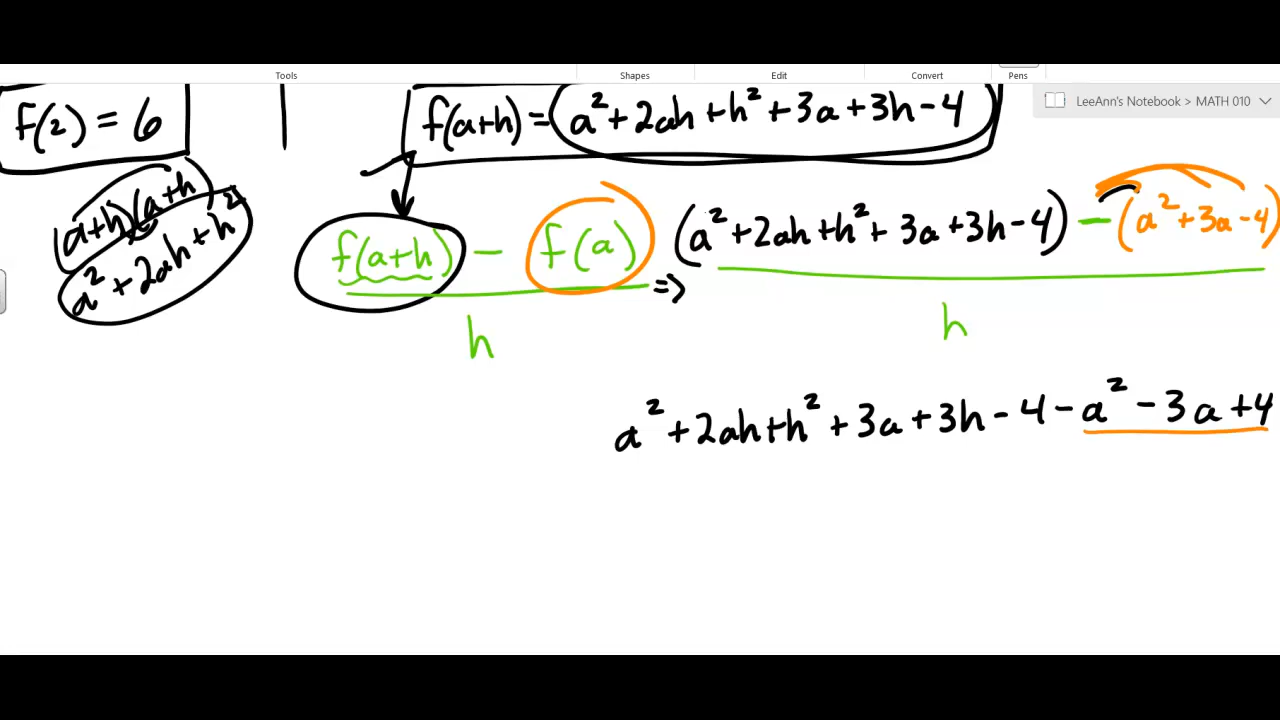 Tools Shapes Edit Convert Pens
LeeAnn's Notebook > MATH 010
f(2) = 6
f(a+h) = a² + 2ah + h² + 3a + 3h - 4
(a+h)(a+h)
a² + 2ah + h²
f(a+h) - f(a)
h
=> (a² + 2ah + h² + 3a + 3h - 4) - (a² + 3a - 4)
h
a² + 2ah + h² + 3a + 3h - 4 - a² - 3a + 4